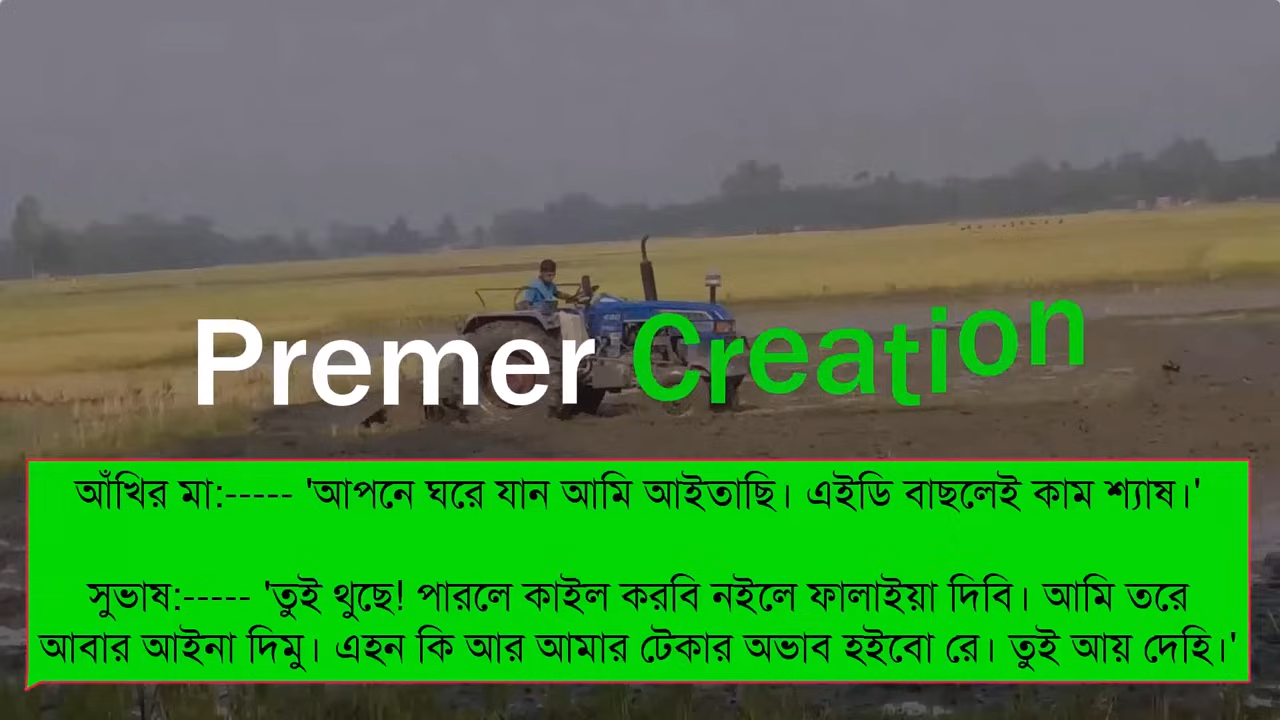 Premer Creation
আঁখির মা:----- 'আপনে ঘরে যান আমি আইতাছি। এইডি বাছলেই কাম শ্যাষ।'
সুভাষ:----- 'তুই থুছে! পারলে কাইল করবি নইলে ফালাইয়া দিবি। আমি তরে
আবার আইনা দিমু। এহন কি আর আমার টেকার অভাব হইবো রে। তুই আয় দেহি।'